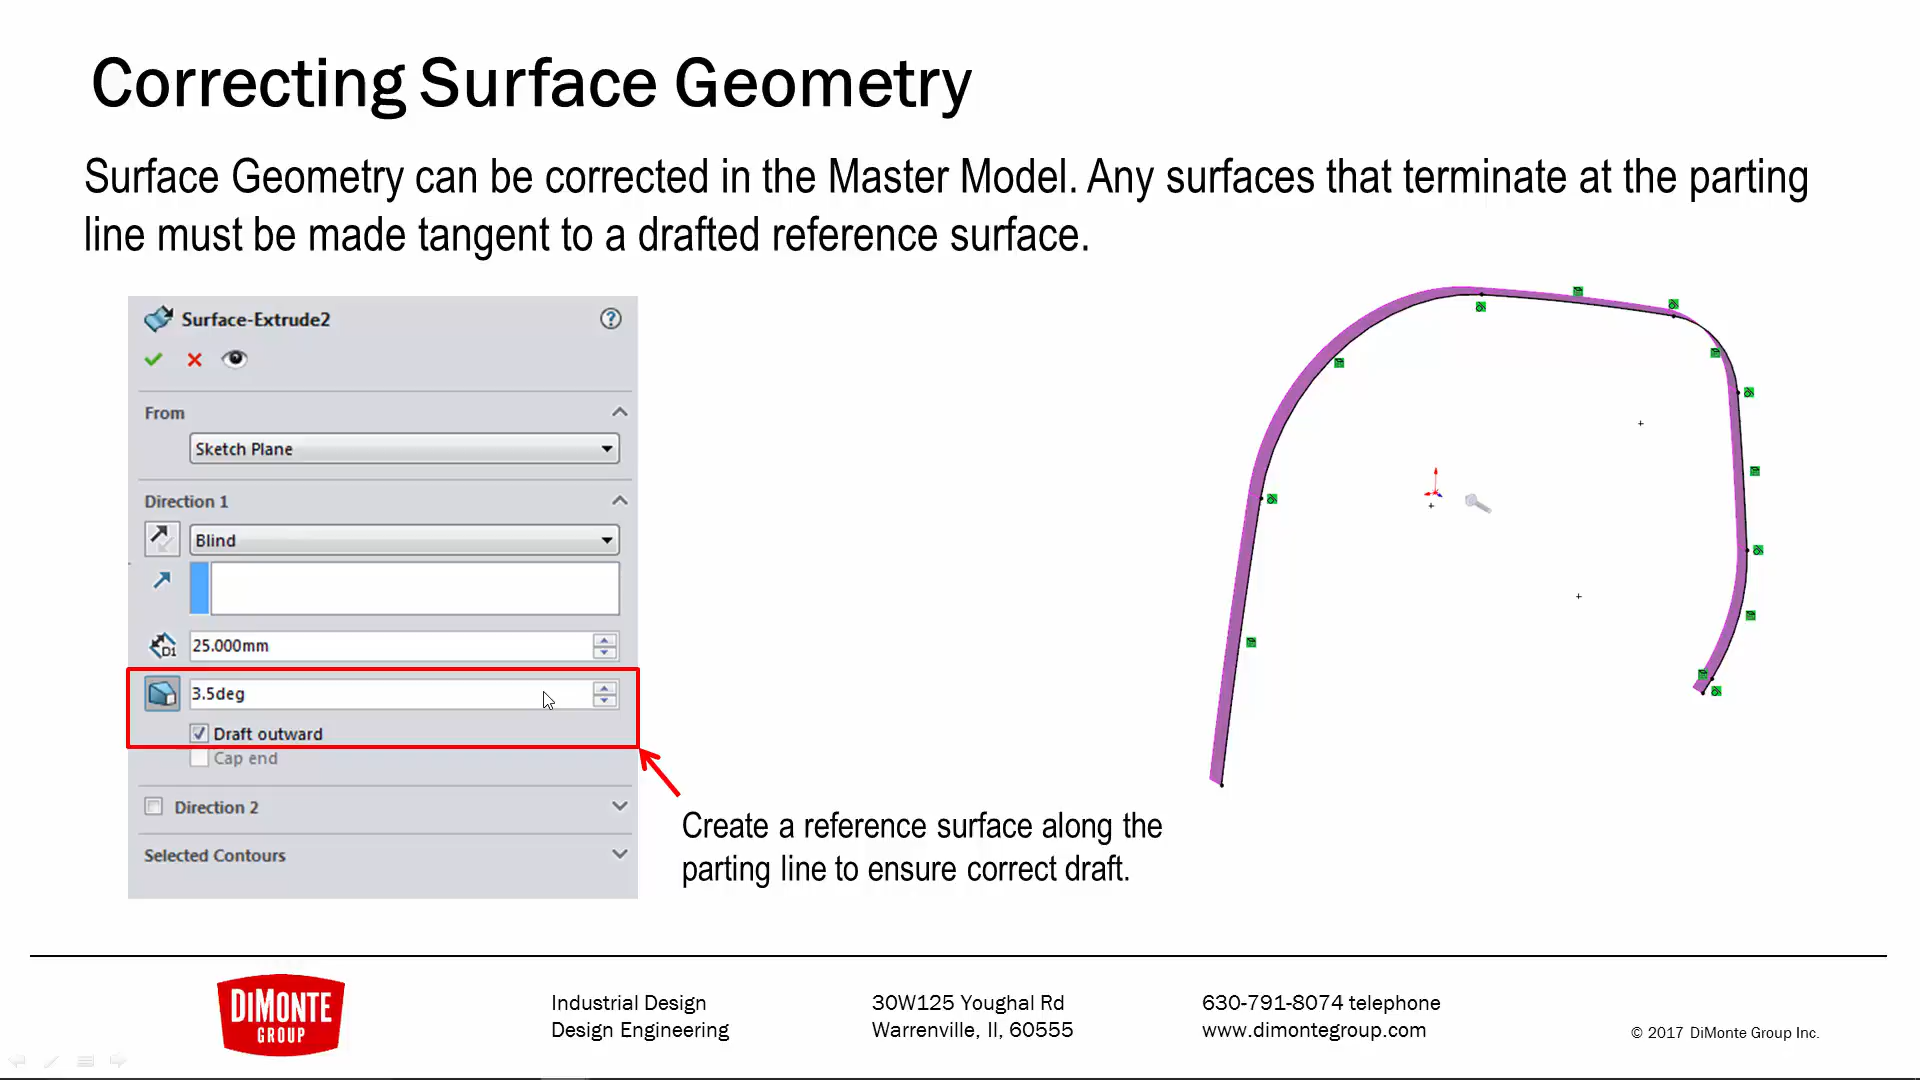 Correcting Surface Geometry
Surface Geometry can be corrected in the Master Model. Any surfaces that terminate at the parting
line must be made tangent to a drafted reference surface.
Surface-Extrude2
From
Sketch Plane
Direction 1
Blind
D1
25.000mm
3.5deg
Draft outward
Cap end
Direction 2
Selected Contours
Create a reference surface along the
parting line to ensure correct draft.
DIMONTE
GROUP
Industrial Design
Design Engineering
30W125 Youghal Rd
Warrenville, Il, 60555
630-791-8074 telephone
www.dimontegroup.com
© 2017 DiMonte Group Inc.